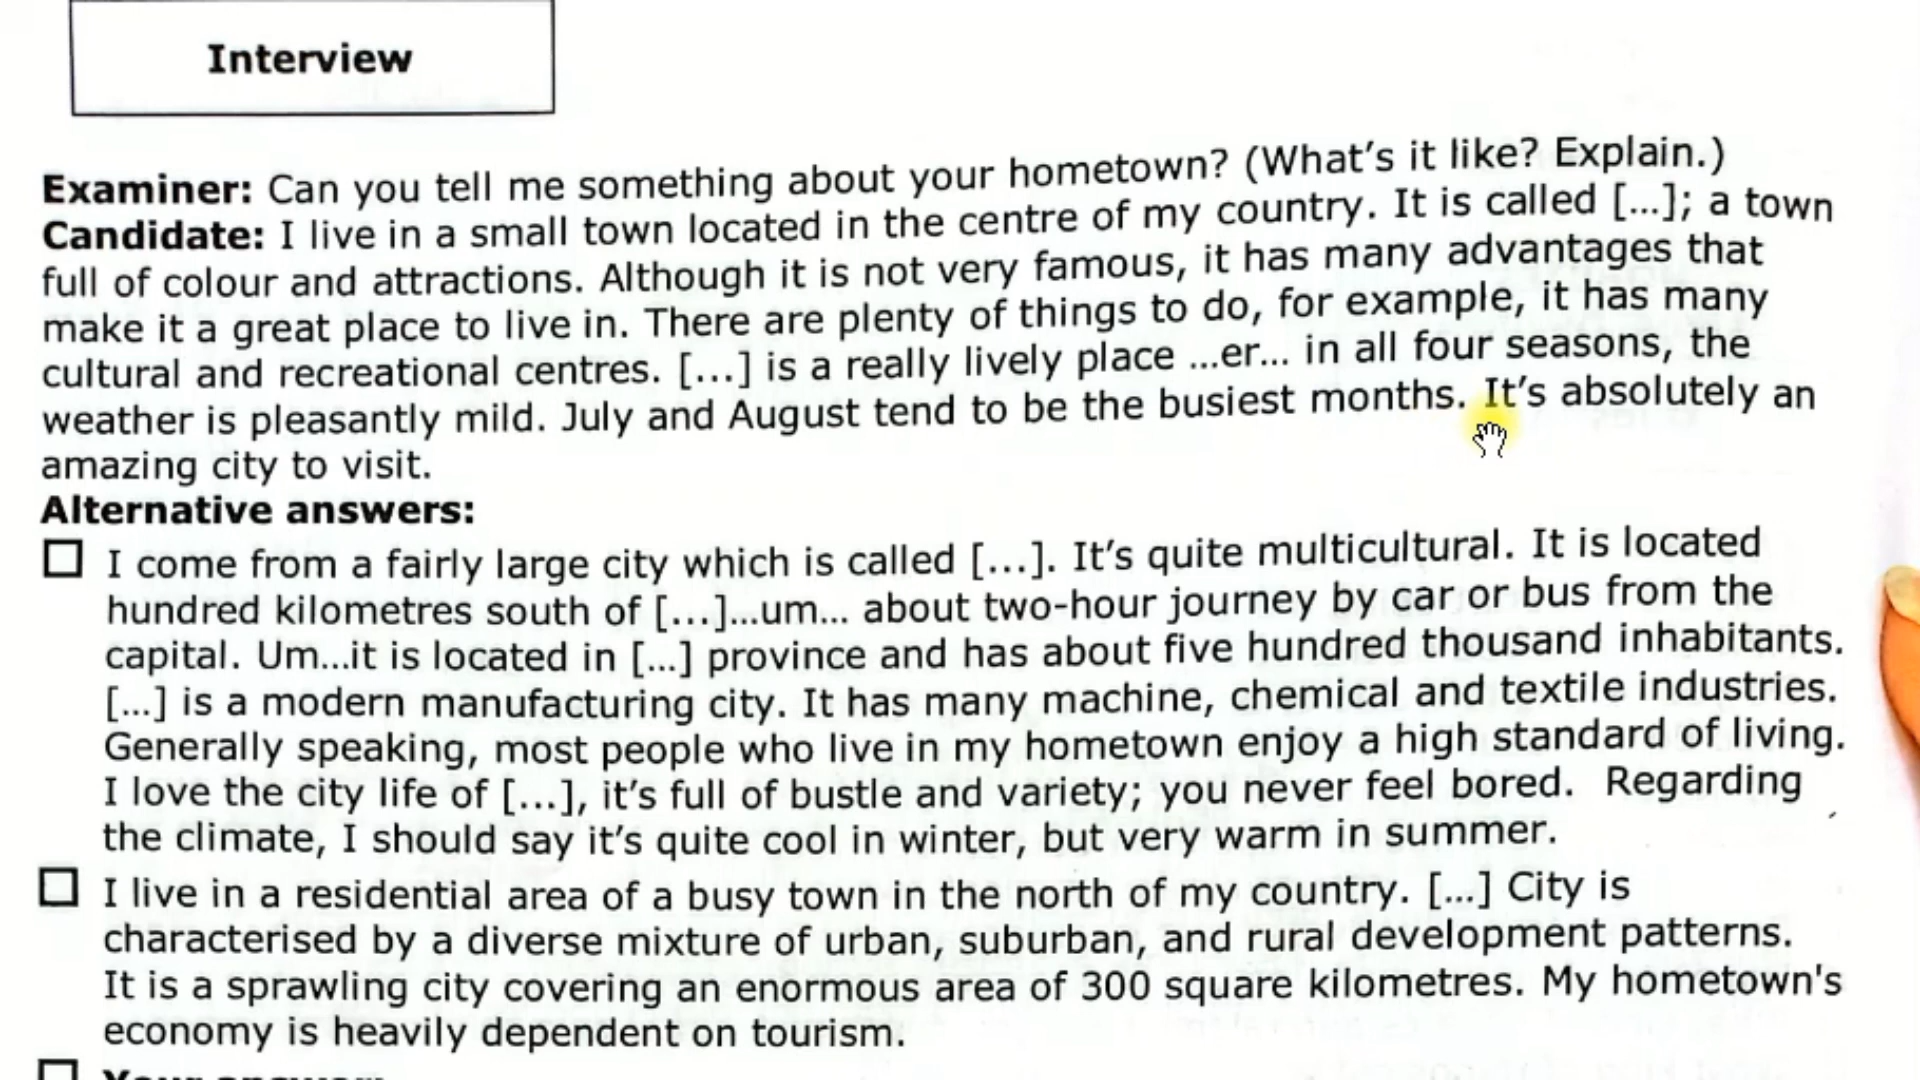 Interview
Examiner: Can you tell me something about your hometown? (What's it like? Explain.)
Candidate: I live in a small town located in the centre of my country. It is called [...]; a town
full of colour and attractions. Although it is not very famous, it has many advantages that
make it a great place to live in. There are plenty of things to do, for example, it has many
cultural and recreational centres. [...] is a really lively place ...er... in all four seasons, the
weather is pleasantly mild. July and August tend to be the busiest months. It's absolutely an
amazing city to visit.
Alternative answers:
I come from a fairly large city which is called [...]. It's quite multicultural. It is located
hundred kilometres south of [...]...um... about two-hour journey by car or bus from the
capital. Um...it is located in [...] province and has about five hundred thousand inhabitants.
[...] is a modern manufacturing city. It has many machine, chemical and textile industries.
Generally speaking, most people who live in my hometown enjoy a high standard of living.
I love the city life of [...], it's full of bustle and variety; you never feel bored. Regarding
the climate, I should say it's quite cool in winter, but very warm in summer.
I live in a residential area of a busy town in the north of my country. [...] City is
characterised by a diverse mixture of urban, suburban, and rural development patterns.
It is a sprawling city covering an enormous area of 300 square kilometres. My hometown's
economy is heavily dependent on tourism.
Your answer: